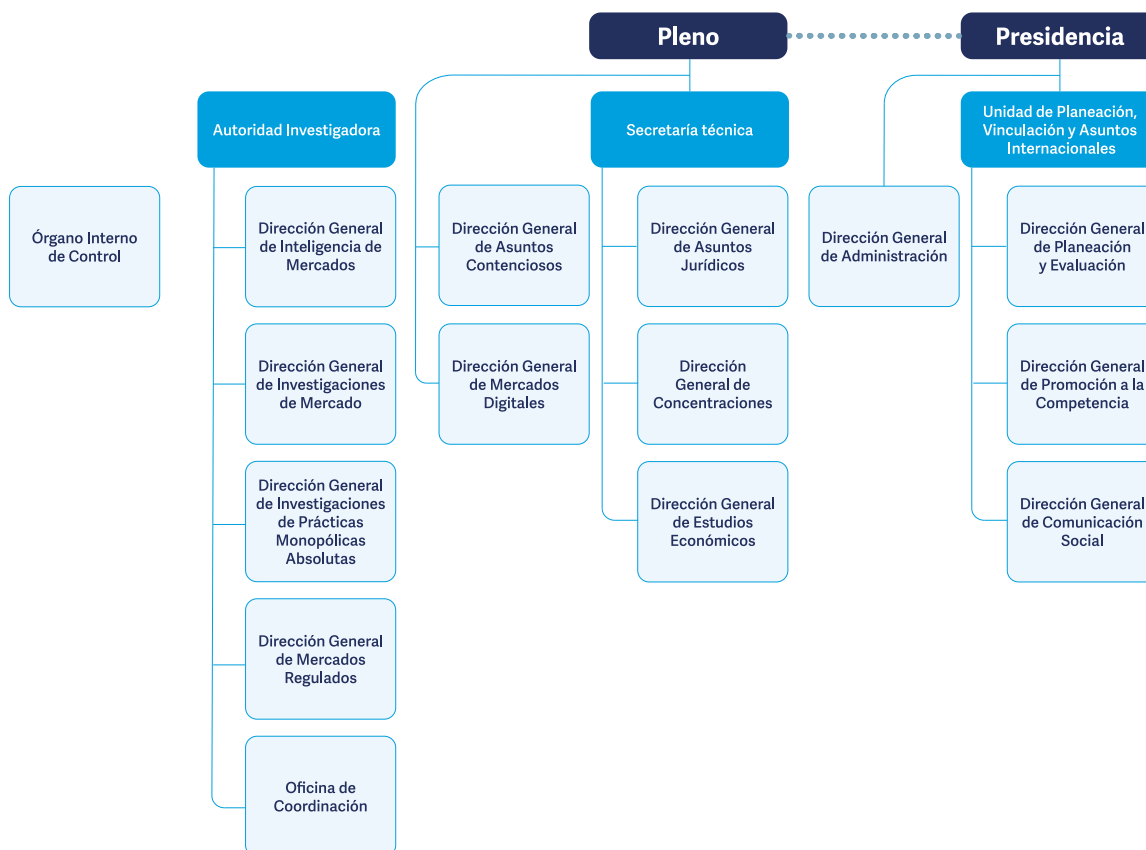 Pleno
Presidencia
Autoridad Investigadora
Secretaría técnica
Unidad de Planeación,
Vinculación y Asuntos
Internacionales
Órgano Interno
de Control
Dirección General
de Inteligencia de
Mercados
Dirección General
de Asuntos
Contenciosos
Dirección General
de Asuntos
Jurídicos
Dirección General
de Administración
Dirección General
de Planeación
y Evaluación
Dirección General
de Investigaciones
de Mercado
Dirección General
de Mercados
Digitales
Dirección
General de
Concentraciones
Dirección General
de Promoción a la
Competencia
Dirección General
de Investigaciones
de Prácticas
Monopólicas
Absolutas
Dirección General
de Estudios
Económicos
Dirección General
de Comunicación
Social
Dirección General
de Mercados
Regulados
Oficina de
Coordinación